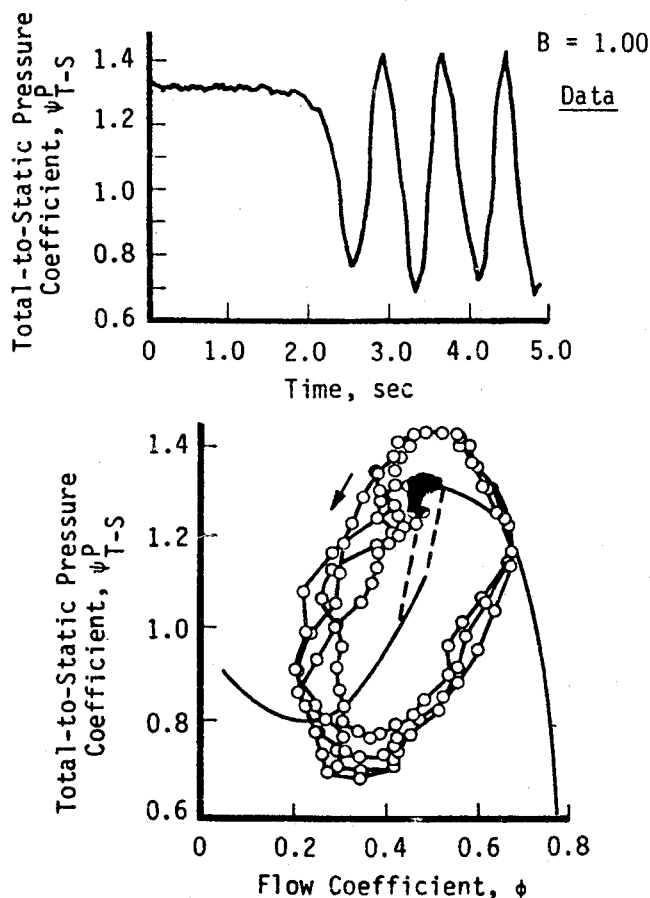 Total-to-Static Pressure
Coefficient, ψᴾT-S
1.4
1.2
1.0
0.8
0.6
B = 1.00
Data
0 1.0 2.0 3.0 4.0 5.0
Time, sec
Total-to-Static Pressure
Coefficient, ψᴾT-S
1.4
1.2
1.0
0.8
0.6
0 0.2 0.4 0.6 0.8
Flow Coefficient, ϕ